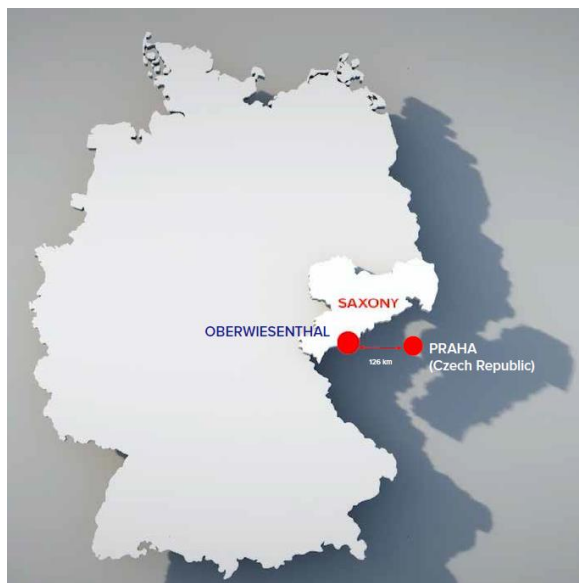 SAXONY
OBERWIESENTHAL
PRAHA
(Czech Republic)
126 km